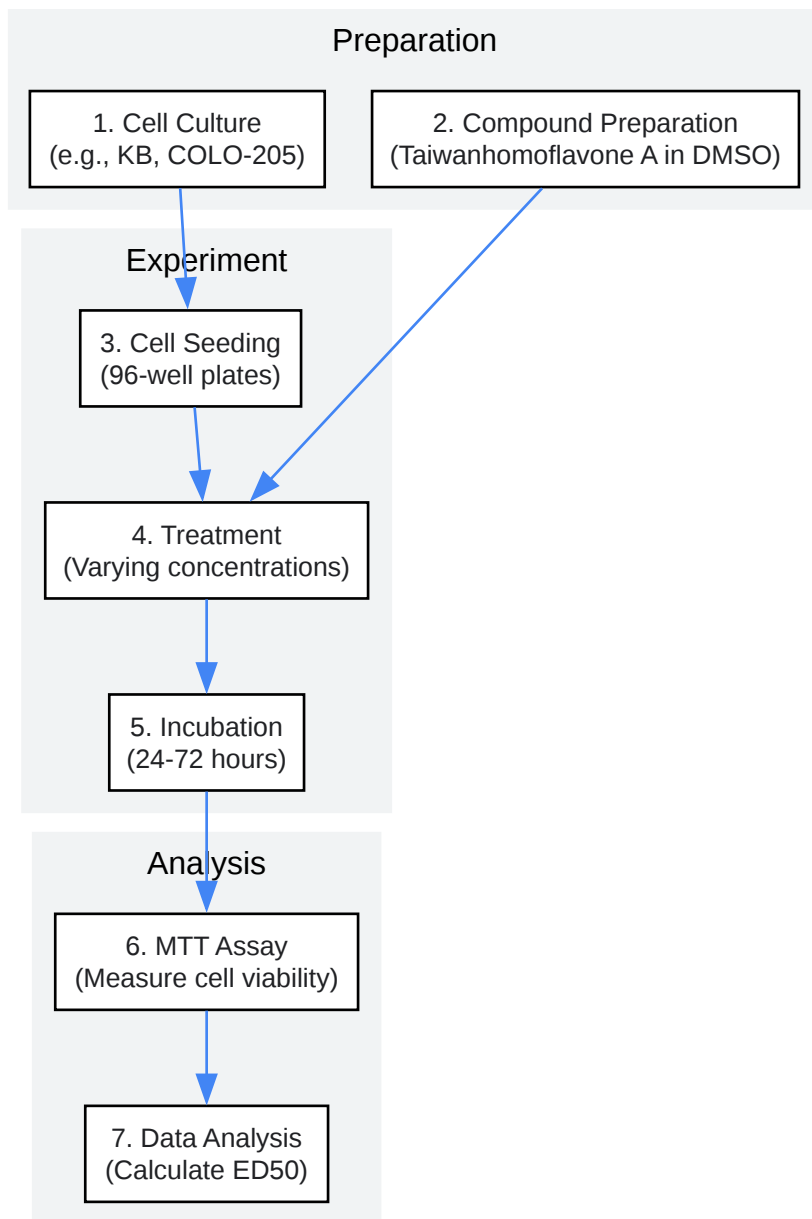 Preparation
1. Cell Culture
(e.g., KB, COLO-205)
2. Compound Preparation
(Taiwanhomoflavone A in DMSO)
Experiment
3. Cell Seeding
(96-well plates)
4. Treatment
(Varying concentrations)
5. Incubation
(24-72 hours)
Analysis
6. MTT Assay
(Measure cell viability)
7. Data Analysis
(Calculate ED50)